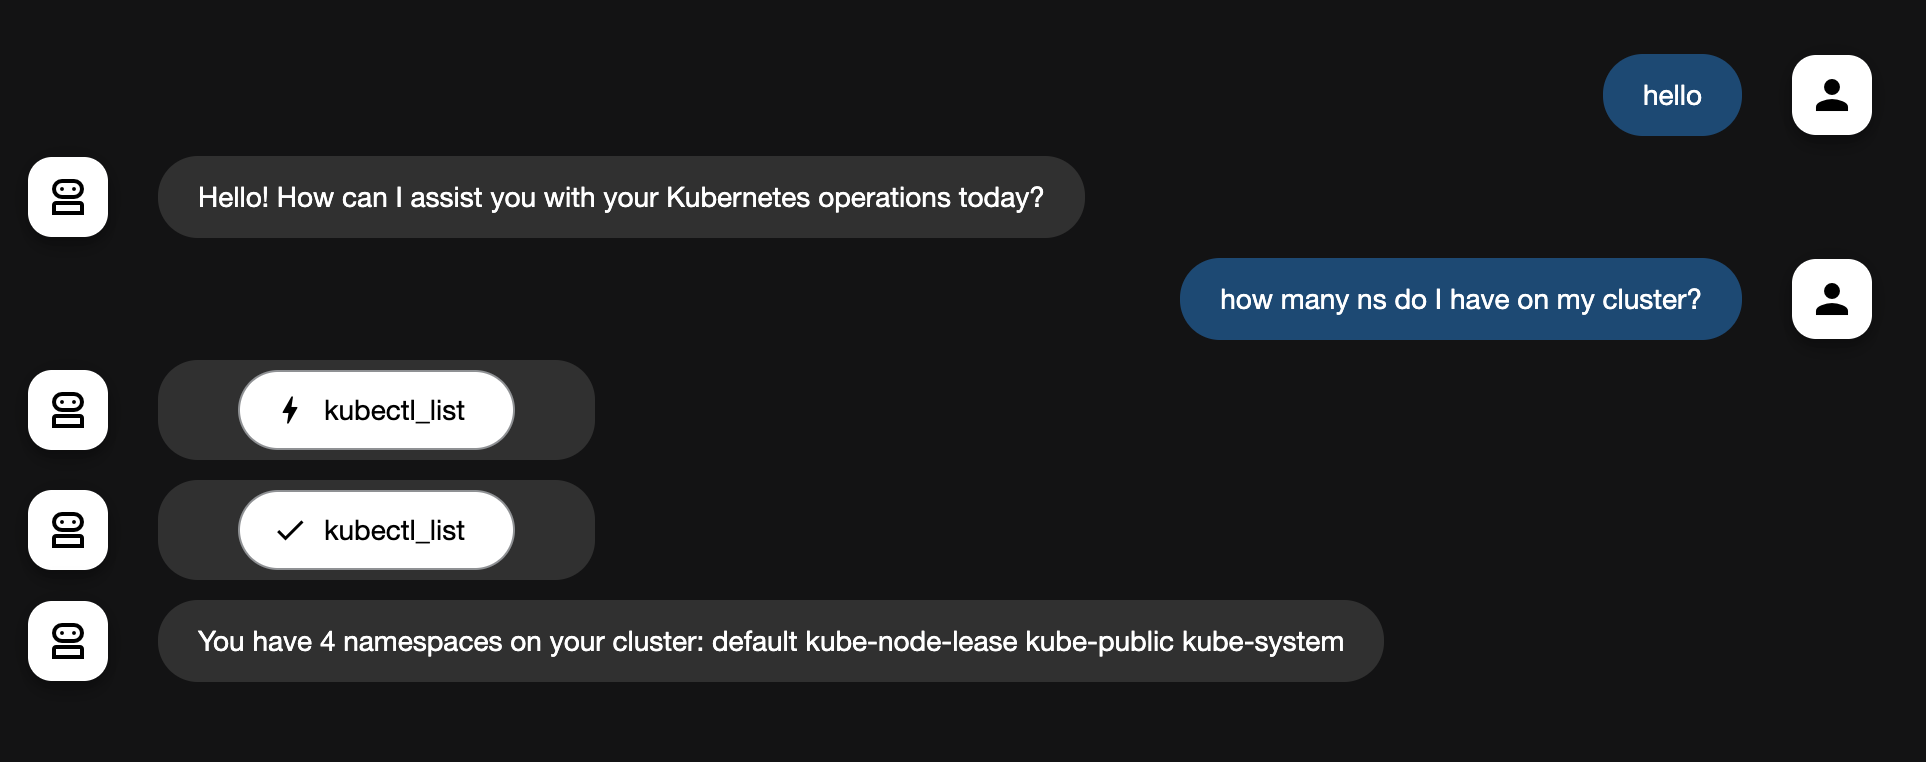 hello
Hello! How can I assist you with your Kubernetes operations today?
how many ns do I have on my cluster?
kubectl_list
kubectl_list
You have 4 namespaces on your cluster: default kube-node-lease kube-public kube-system